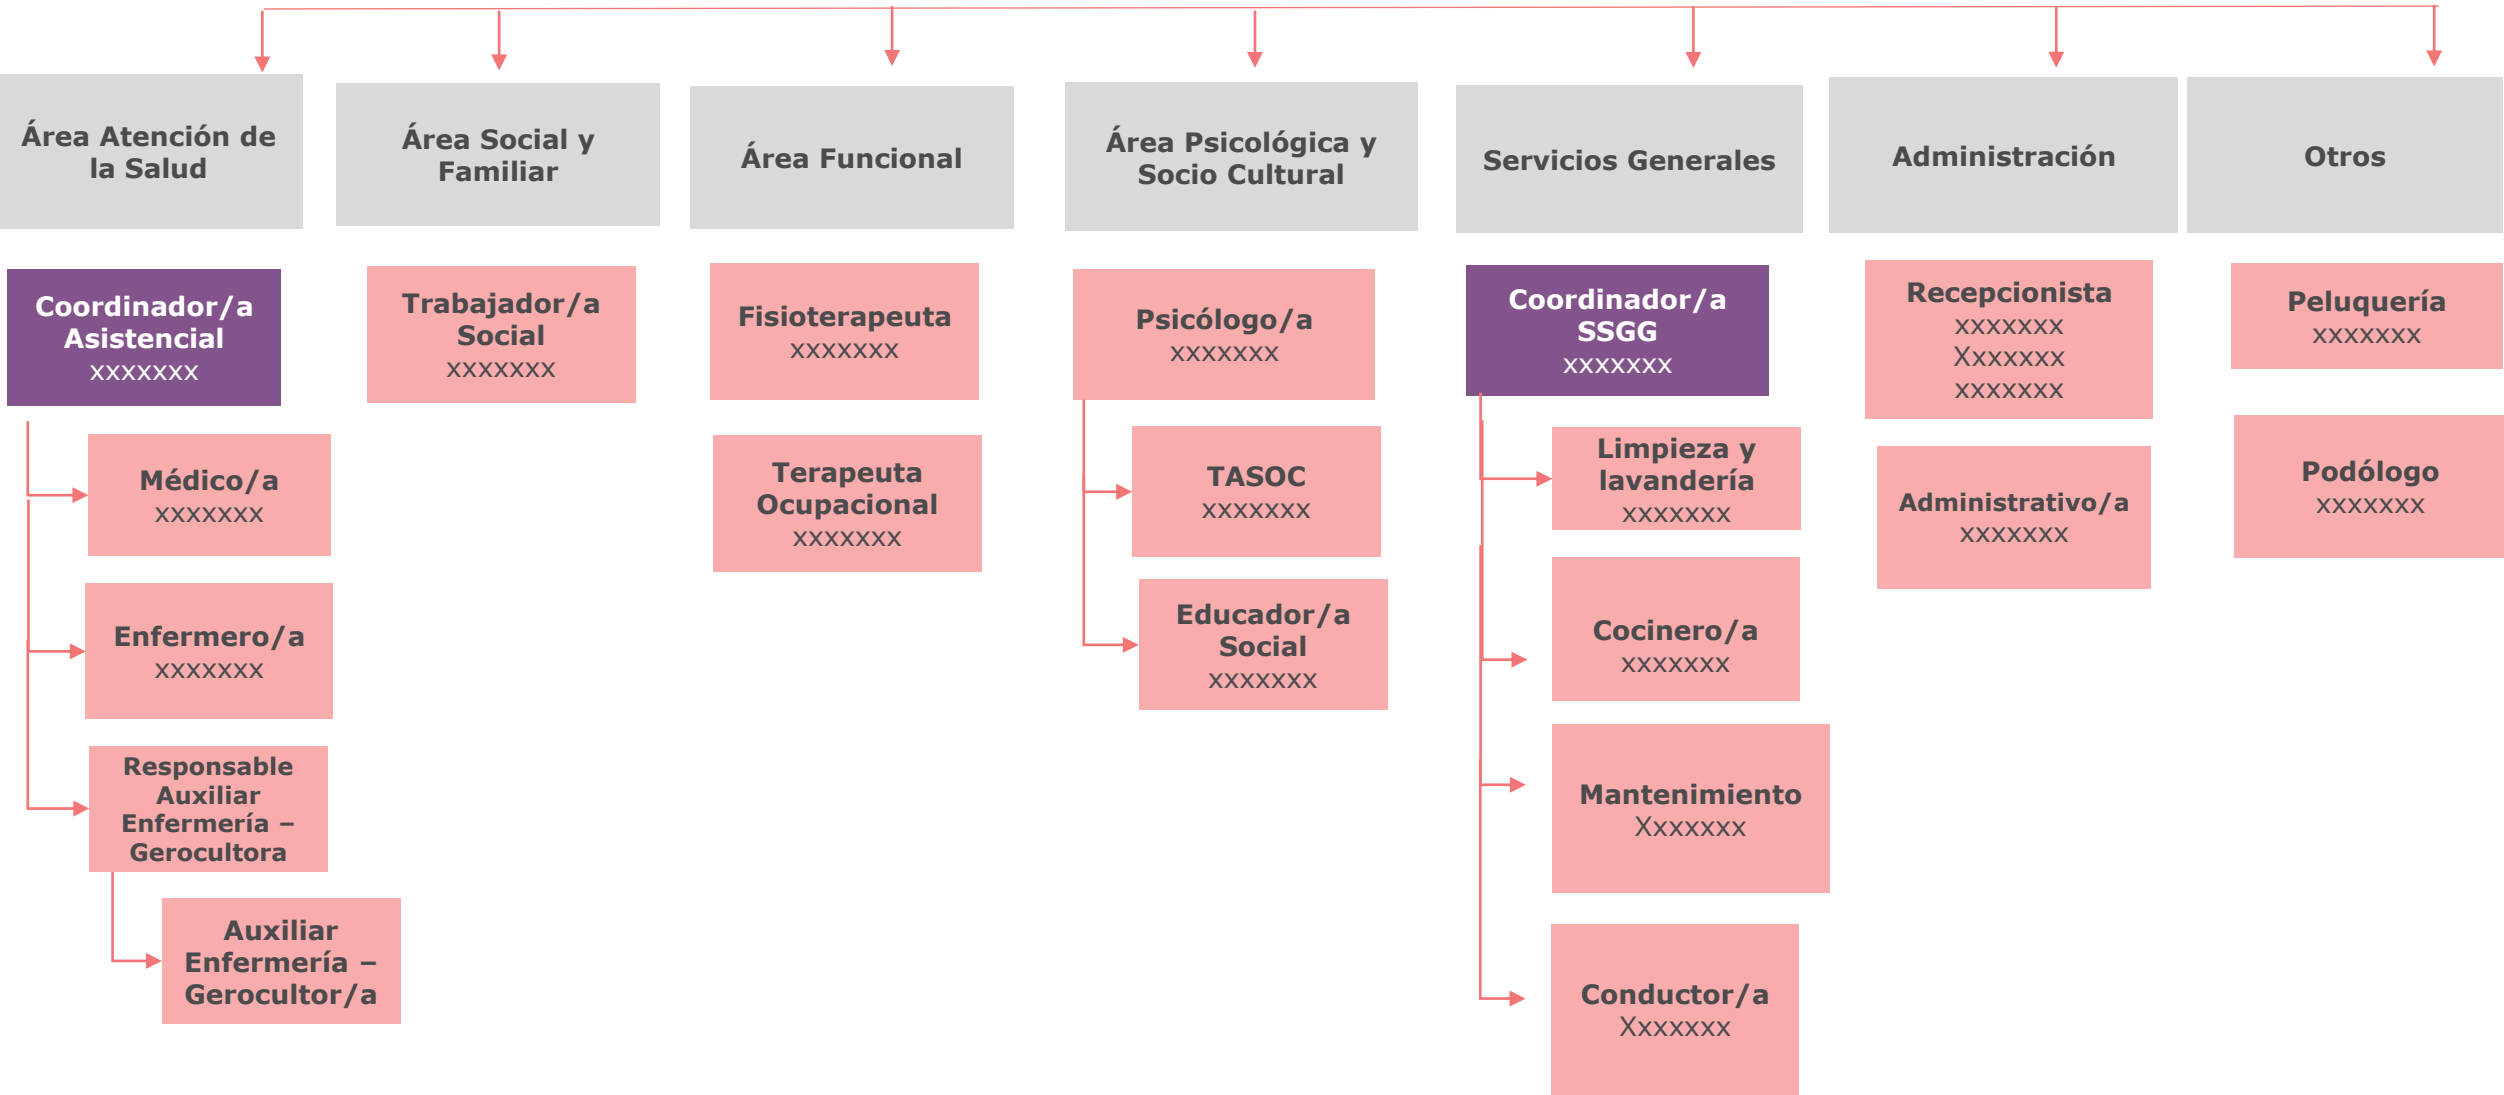 Área Atención de
la Salud
Área Social y
Familiar
Área Funcional
Área Psicológica y
Socio Cultural
Servicios Generales
Administración
Otros
Coordinador/a
Asistencial
xxxxxxx
Médico/a
xxxxxxx
Enfermero/a
xxxxxxx
Responsable
Auxiliar
Enfermería –
Gerocultora
Auxiliar
Enfermería –
Gerocultor/a
Trabajador/a
Social
xxxxxxx
Fisioterapeuta
xxxxxxx
Terapeuta
Ocupacional
xxxxxxx
Psicólogo/a
xxxxxxx
TASOC
xxxxxxx
Educador/a
Social
xxxxxxx
Coordinador/a
SSGG
xxxxxxx
Limpieza y
lavandería
xxxxxxx
Cocinero/a
xxxxxxx
Mantenimiento
Xxxxxxx
Conductor/a
Xxxxxxx
Recepcionista
xxxxxxx
Xxxxxxx
xxxxxxx
Administrativo/a
xxxxxxx
Peluquería
xxxxxxx
Podólogo
xxxxxxx